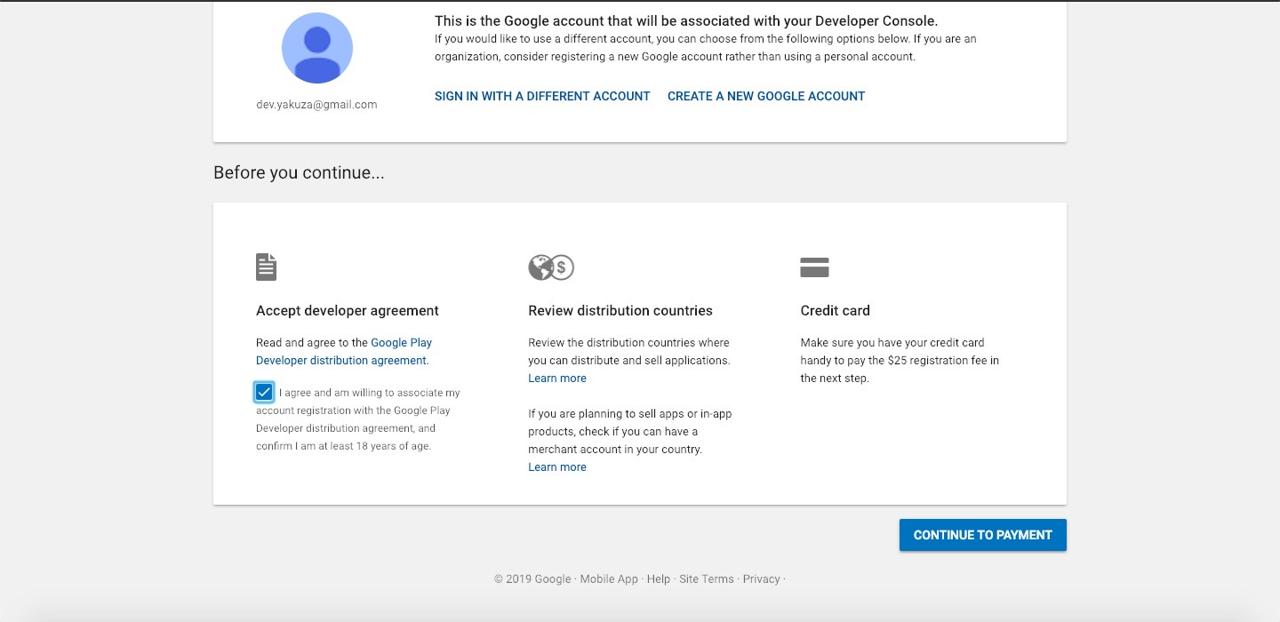 This is the Google account that will be associated with your Developer Console.
If you would like to use a different account, you can choose from the following options below. If you are an
organization, consider registering a new Google account rather than using a personal account.
dev.yakuza@gmail.com
SIGN IN WITH A DIFFERENT ACCOUNT
CREATE A NEW GOOGLE ACCOUNT
Before you continue...
$
Accept developer agreement
Read and agree to the Google Play
Developer distribution agreement.
I agree and am willing to associate my
account registration with the Google Play
Developer distribution agreement, and
confirm I am at least 18 years of age.
Review distribution countries
Review the distribution countries where
you can distribute and sell applications.
Learn more
If you are planning to sell apps or in-app
products, check if you can have a
merchant account in your country.
Learn more
Credit card
Make sure you have your credit card
handy to pay the $25 registration fee in
the next step.
CONTINUE TO PAYMENT
© 2019 Google · Mobile App · Help · Site Terms · Privacy ·